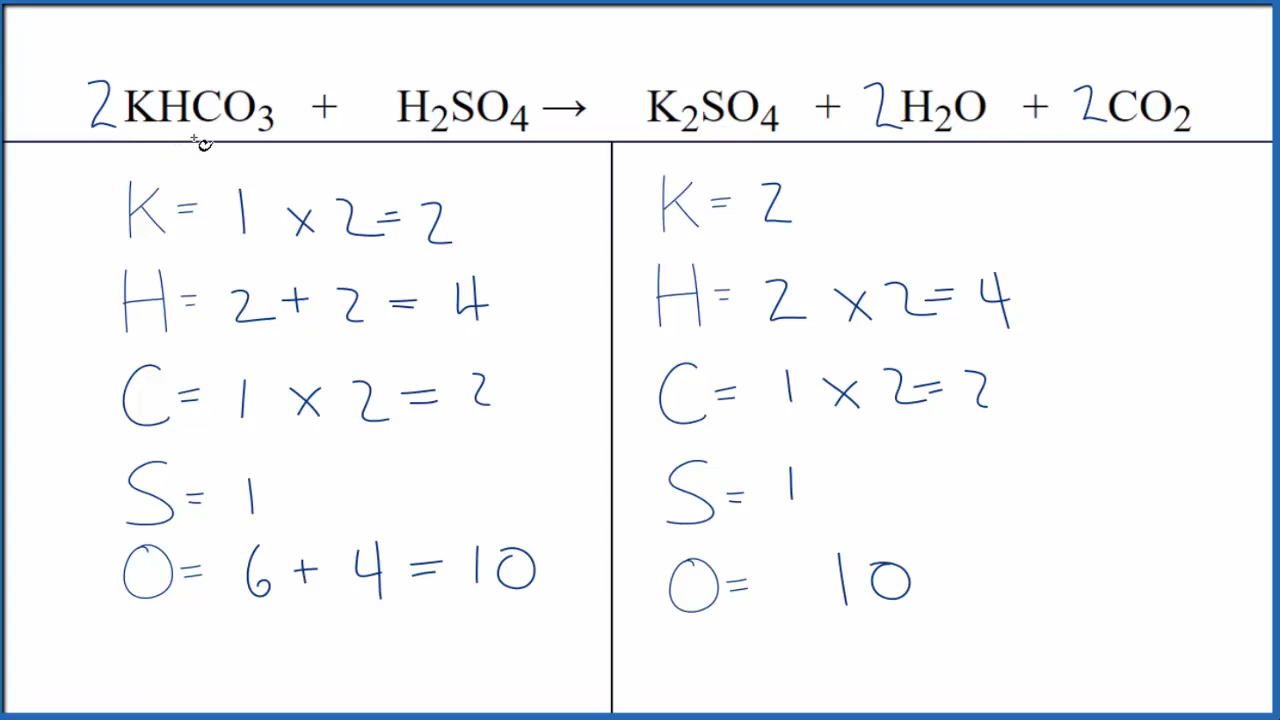 2KHCO₃ + H₂SO₄ → K₂SO₄ + 2H₂O + 2CO₂
K = 1 x 2 = 2
H = 2 + 2 = 4
C = 1 x 2 = 2
S = 1
O = 6 + 4 = 10
K = 2
H = 2 x 2 = 4
C = 1 x 2 = 2
S = 1
O = 10